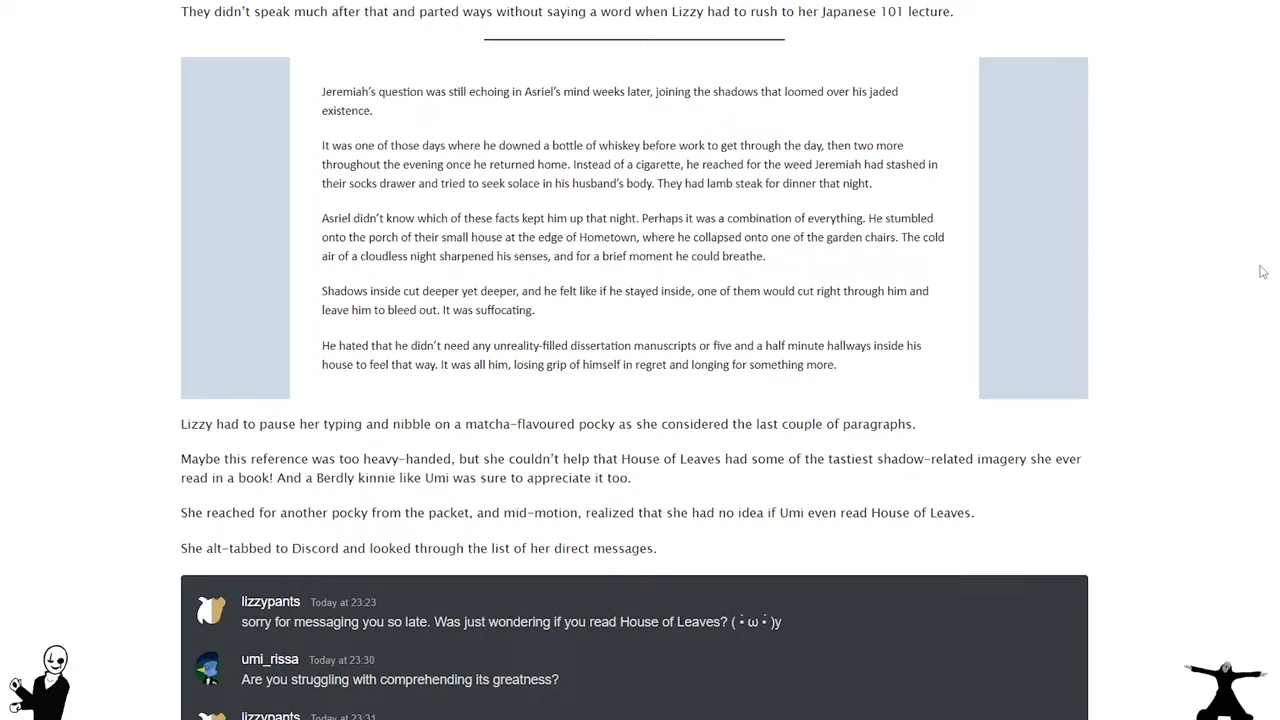 They didn't speak much after that and parted ways without saying a word when Lizzy had to rush to her Japanese 101 lecture.
Jeremiah's question was still echoing in Asriel's mind weeks later, joining the shadows that loomed over his jaded
existence.
It was one of those days where he downed a bottle of whiskey before work to get through the day, then two more
throughout the evening once he returned home. Instead of a cigarette, he reached for the weed Jeremiah had stashed in
their socks drawer and tried to seek solace in his husband's body. They had lamb steak for dinner that night.
Asriel didn't know which of these facts kept him up that night. Perhaps it was a combination of everything. He stumbled
onto the porch of their small house at the edge of Hometown, where he collapsed onto one of the garden chairs. The cold
air of a cloudless night sharpened his senses, and for a brief moment he could breathe.
Shadows inside cut deeper yet deeper, and he felt like if he stayed inside, one of them would cut right through him and
leave him to bleed out. It was suffocating.
He hated that he didn't need any unreality-filled dissertation manuscripts or five and a half minute hallways inside his
house to feel that way. It was all him, losing grip of himself in regret and longing for something more.
Lizzy had to pause her typing and nibble on a matcha-flavoured pocky as she considered the last couple of paragraphs.
Maybe this reference was too heavy-handed, but she couldn't help that House of Leaves had some of the tastiest shadow-related imagery she ever
read in a book! And a Berdly kinnie like Umi was sure to appreciate it too.
She reached for another pocky from the packet, and mid-motion, realized that she had no idea if Umi even read House of Leaves.
She alt-tabbed to Discord and looked through the list of her direct messages.
lizzypants Today at 23:23
sorry for messaging you so late. Was just wondering if you read House of Leaves? ( •̀ ω •́ )y
umi_rissa Today at 23:30
Are you struggling with comprehending its greatness?
lizzypants Today at 23:31